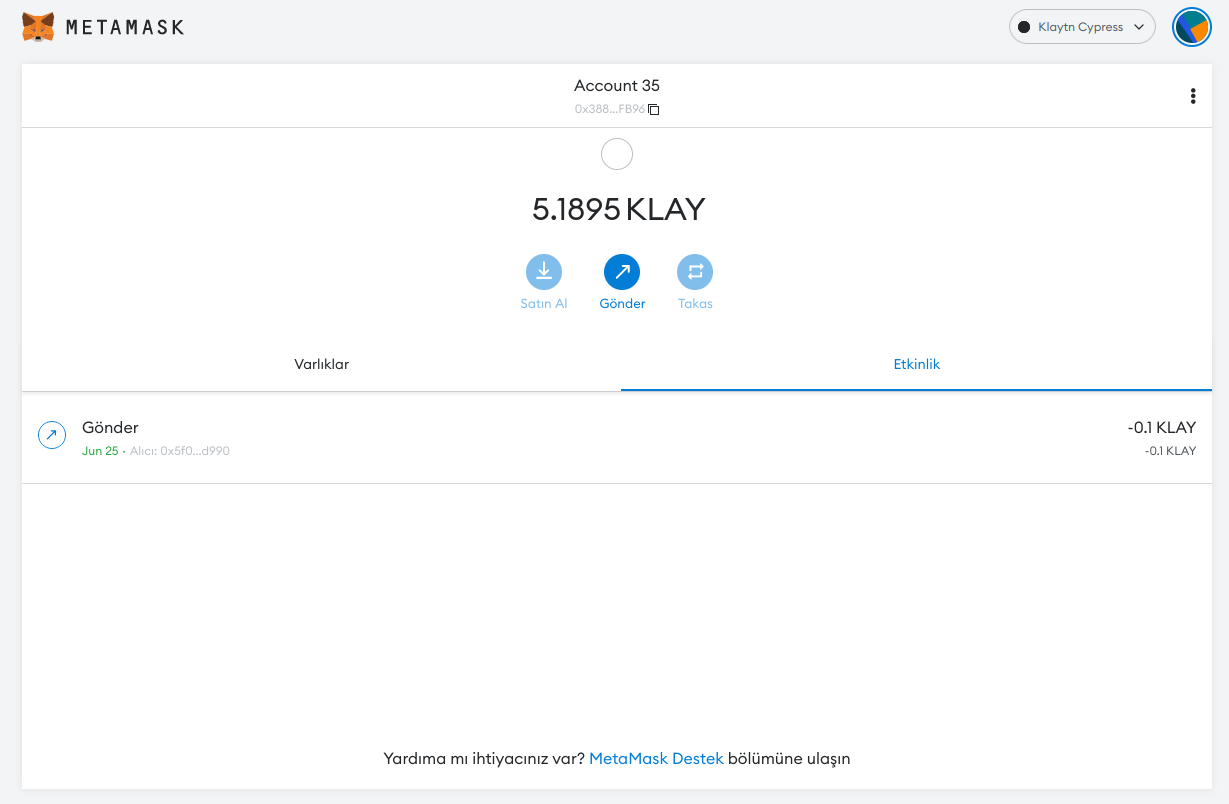 METAMASK
Klaytn Cypress
Account 35
0x388...FB96
5.1895 KLAY
Satın Al
Gönder
Takas
Varlıklar
Etkinlik
Gönder
-0.1 KLAY
Jun 25 · Alıcı: 0x5f0...d990
-0.1 KLAY
Yardıma mı ihtiyacınız var? MetaMask Destek bölümüne ulaşın